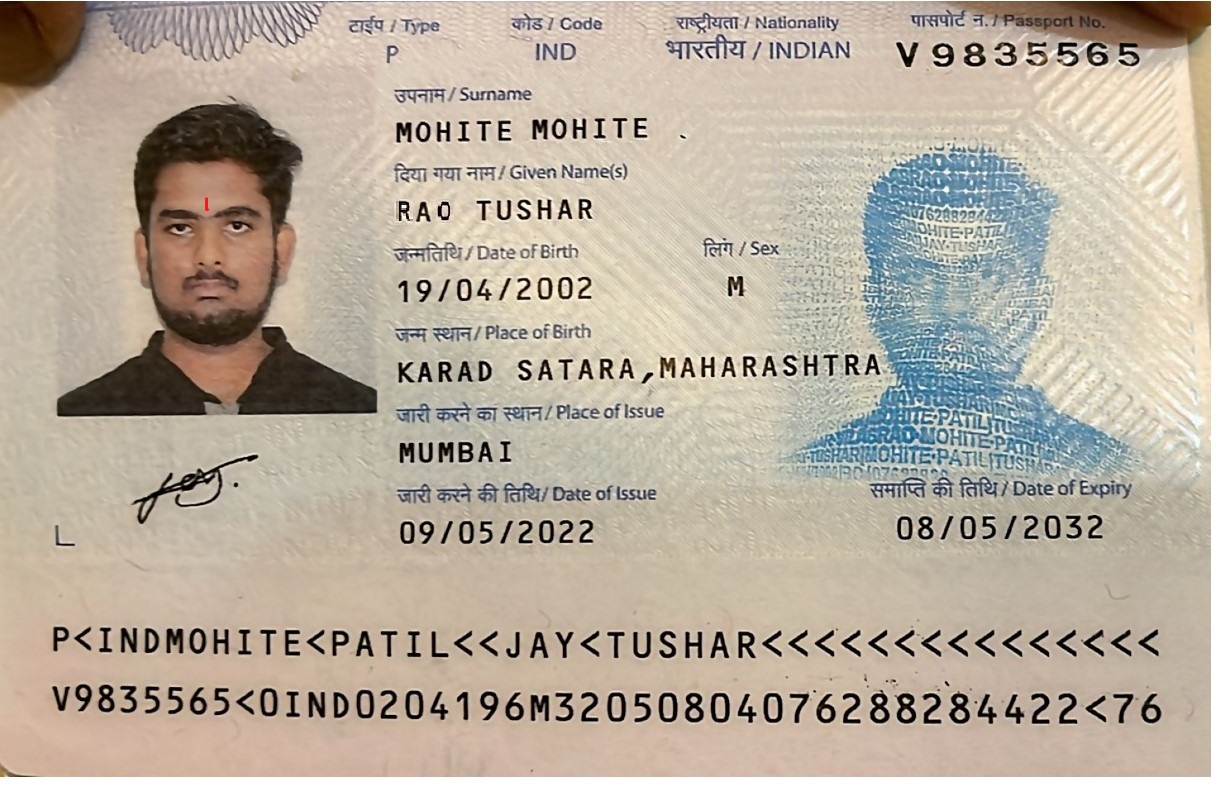 टाईप / Type
कोड / Code
राष्ट्रीयता / Nationality
पासपोर्ट न. / Passport No.
P
IND
भारतीय / INDIAN
V9835565
उपनाम / Surname
MOHITE MOHITE
दिया गया नाम / Given Name(s)
RAO TUSHAR
जन्मतिथि / Date of Birth
लिंग / Sex
19/04/2002
M
जन्म स्थान / Place of Birth
KARAD SATARA,MAHARASHTRA
जारी करने का स्थान / Place of Issue
MUMBAI
जारी करने की तिथि / Date of Issue
समाप्ति की तिथि / Date of Expiry
09/05/2022
08/05/2032
P<INDMOHITE<PATIL<<JAY<TUSHAR<<<<<<<<<<<<<<<
V9835565<0IND0204196M32050804076288284422<76